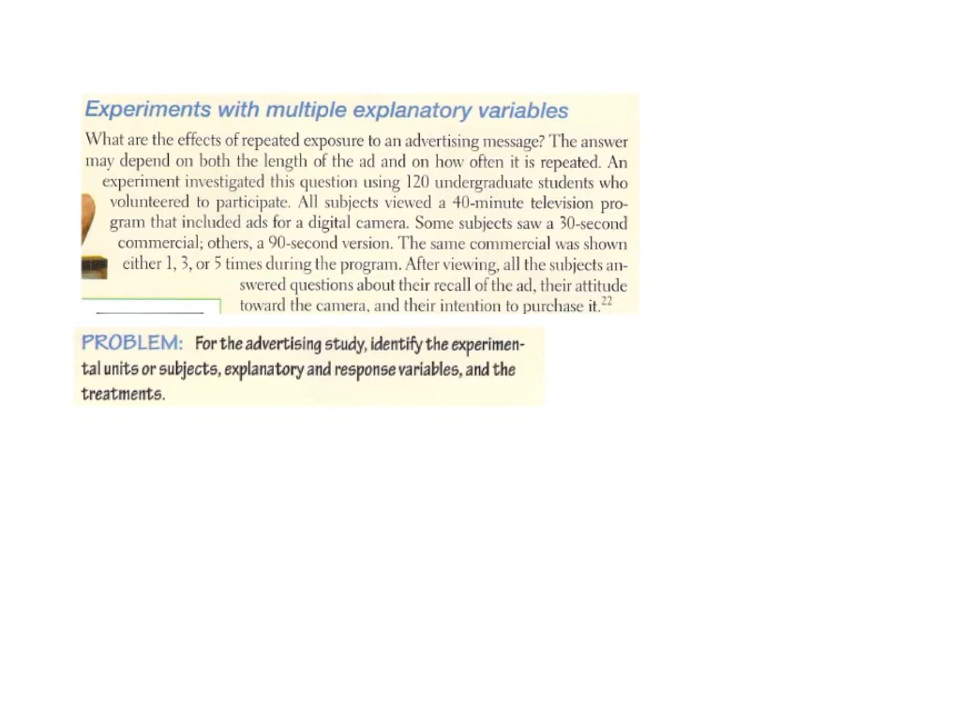 Experiments with multiple explanatory variables
What are the effects of repeated exposure to an advertising message? The answer
may depend on both the length of the ad and on how often it is repeated. An
experiment investigated this question using 120 undergraduate students who
volunteered to participate. All subjects viewed a 40-minute television pro-
gram that included ads for a digital camera. Some subjects saw a 30-second
commercial; others, a 90-second version. The same commercial was shown
either 1, 3, or 5 times during the program. After viewing, all the subjects an-
swered questions about their recall of the ad, their attitude
toward the camera, and their intention to purchase it.22
PROBLEM: For the advertising study, identify the experimen-
tal units or subjects, explanatory and response variables, and the
treatments.